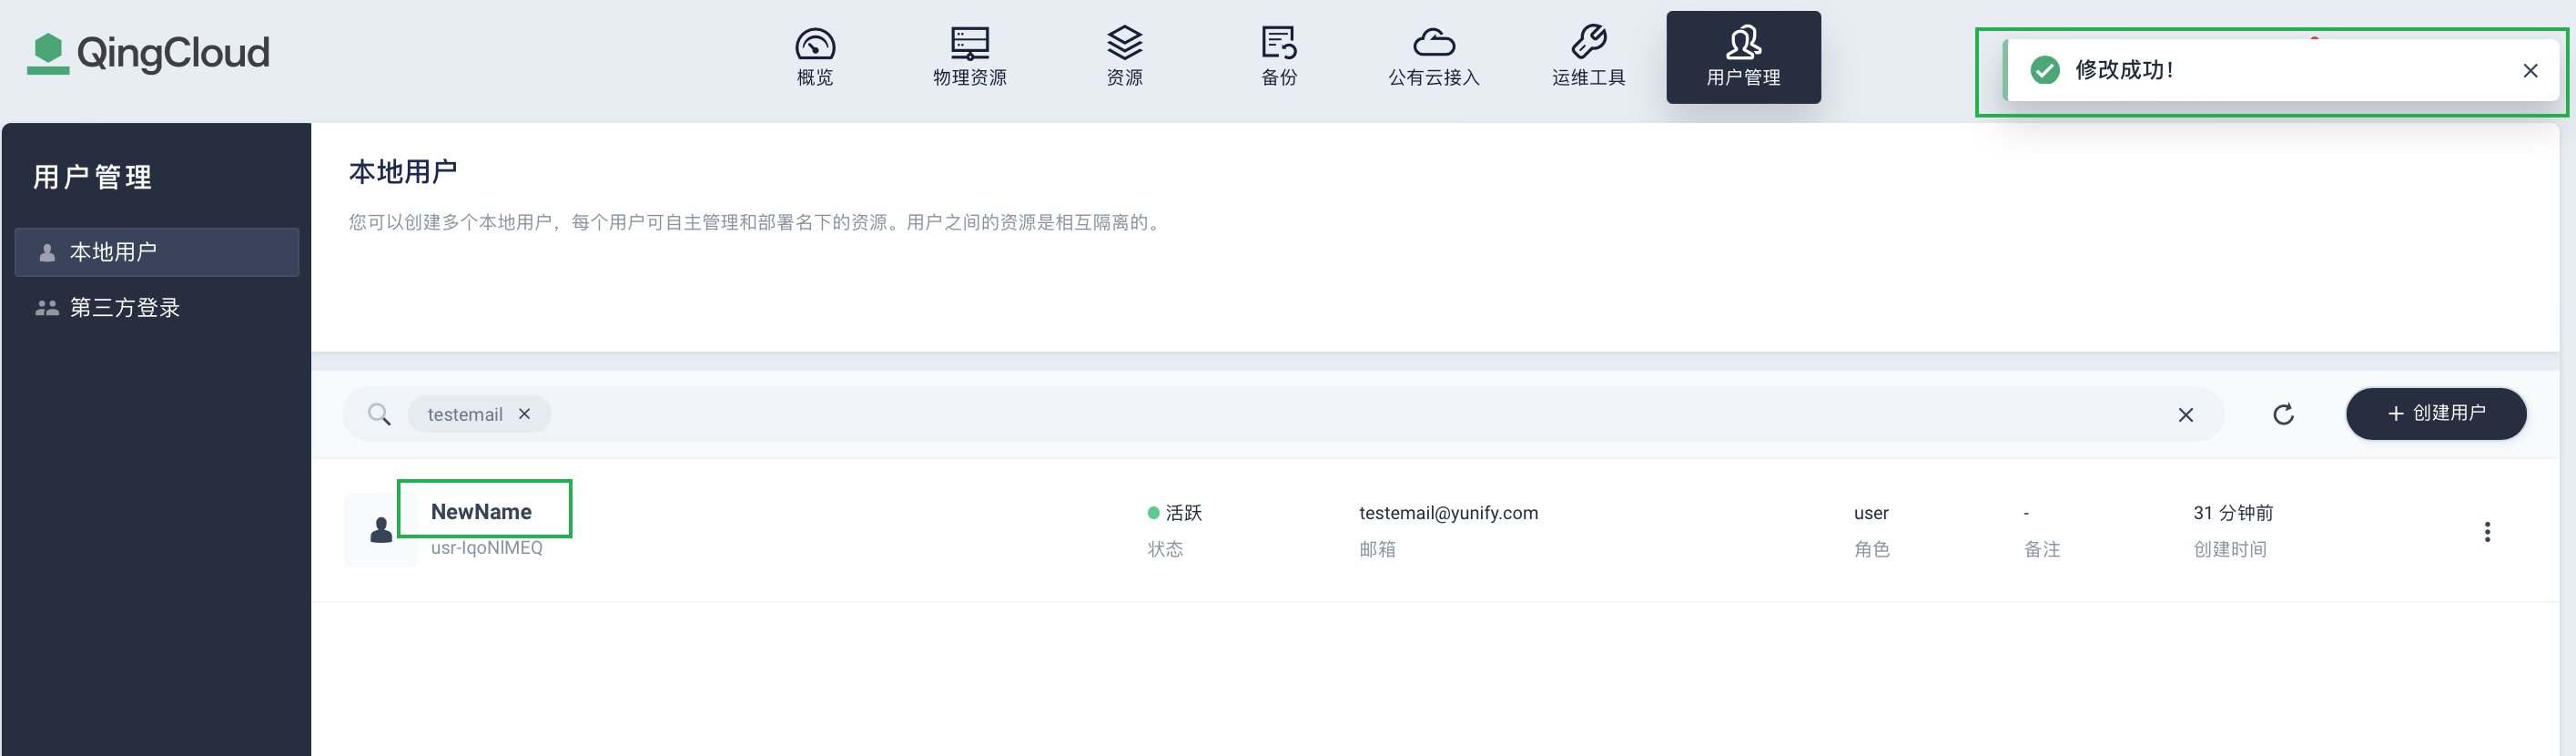 QingCloud
概览
物理资源
资源
备份
公有云接入
运维工具
用户管理
修改成功！
用户管理
本地用户
第三方登录
本地用户
您可以创建多个本地用户，每个用户可自主管理和部署名下的资源。用户之间的资源是相互隔离的。
testemail
创建用户
NewName
usr-IqoNIMEQ
活跃
状态
testemail@yunify.com
邮箱
user
角色
-
备注
31 分钟前
创建时间